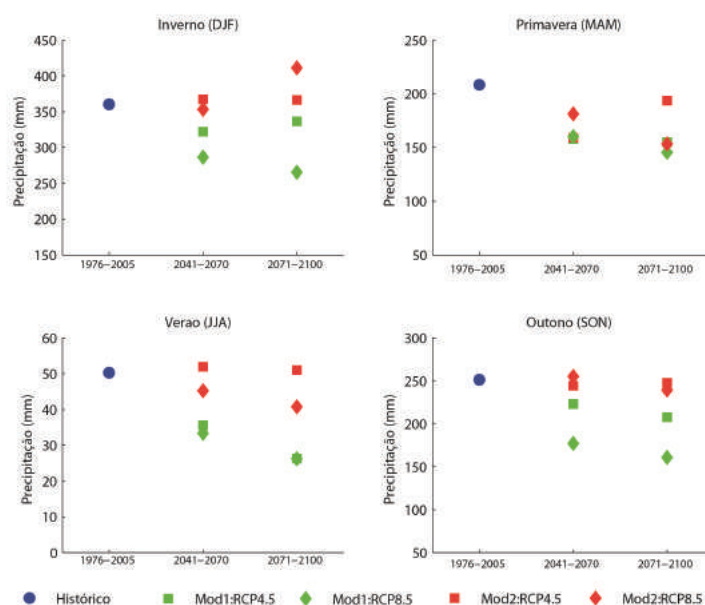 Inverno (DJF)
Precipitação (mm)
450
400
350
300
250
200
150
1976–2005
2041–2070
2071–2100
Primavera (MAM)
Precipitação (mm)
250
200
150
100
50
1976–2005
2041–2070
2071–2100
Verao (JJA)
Precipitação (mm)
60
50
40
30
20
10
0
1976–2005
2041–2070
2071–2100
Outono (SON)
Precipitação (mm)
300
250
200
150
100
50
1976–2005
2041–2070
2071–2100
Histórico
Mod1:RCP4.5
Mod1:RCP8.5
Mod2:RCP4.5
Mod2:RCP8.5